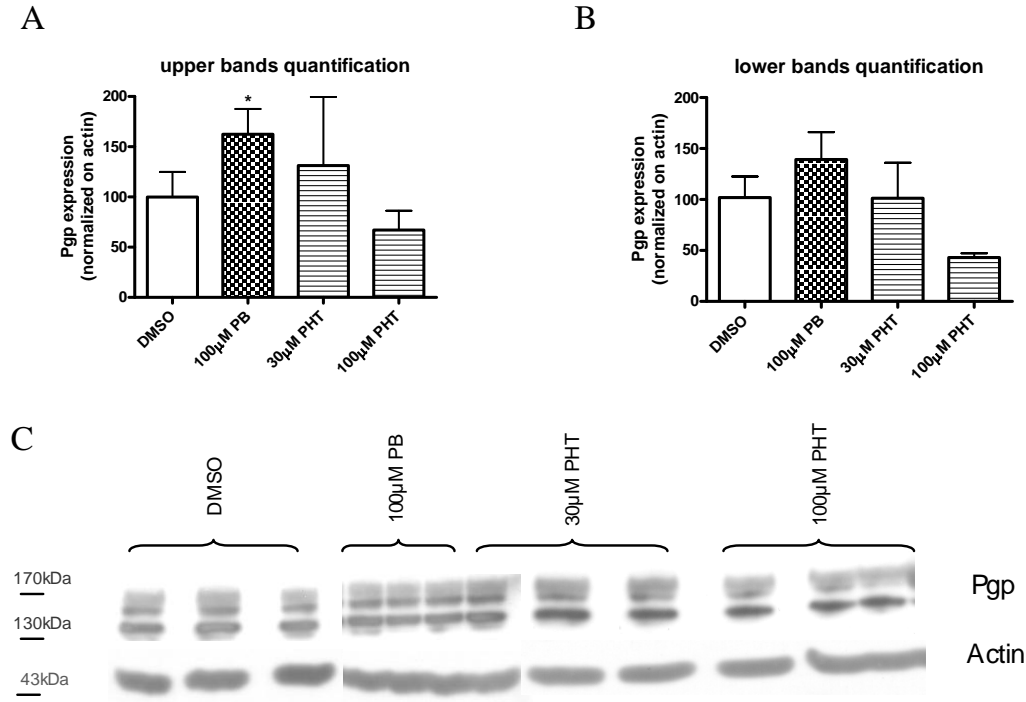 A
upper bands quantification
200
*
150
100
50
0
Pgp expression
(normalized on actin)
DMSO
100µM PB
30µM PHT
100µM PHT
B
lower bands quantification
200
150
100
50
0
Pgp expression
(normalized on actin)
DMSO
100µM PB
30µM PHT
100µM PHT
C
DMSO
100µM PB
30µM PHT
100µM PHT
170kDa
Pgp
130kDa
Actin
43kDa